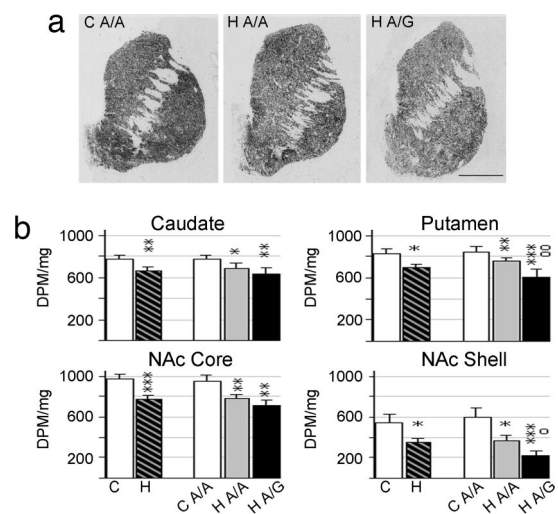 a
C A/A H A/A H A/G
b
Caudate
1000
600
200
DPM/mg
** * **
Putamen
1000
600
200
DPM/mg
* ** *** oo
NAc Core
1000
600
200
DPM/mg
*** ** **
C H C A/A H A/A H A/G
NAc Shell
1000
600
200
DPM/mg
* * *** o
C H C A/A H A/A H A/G